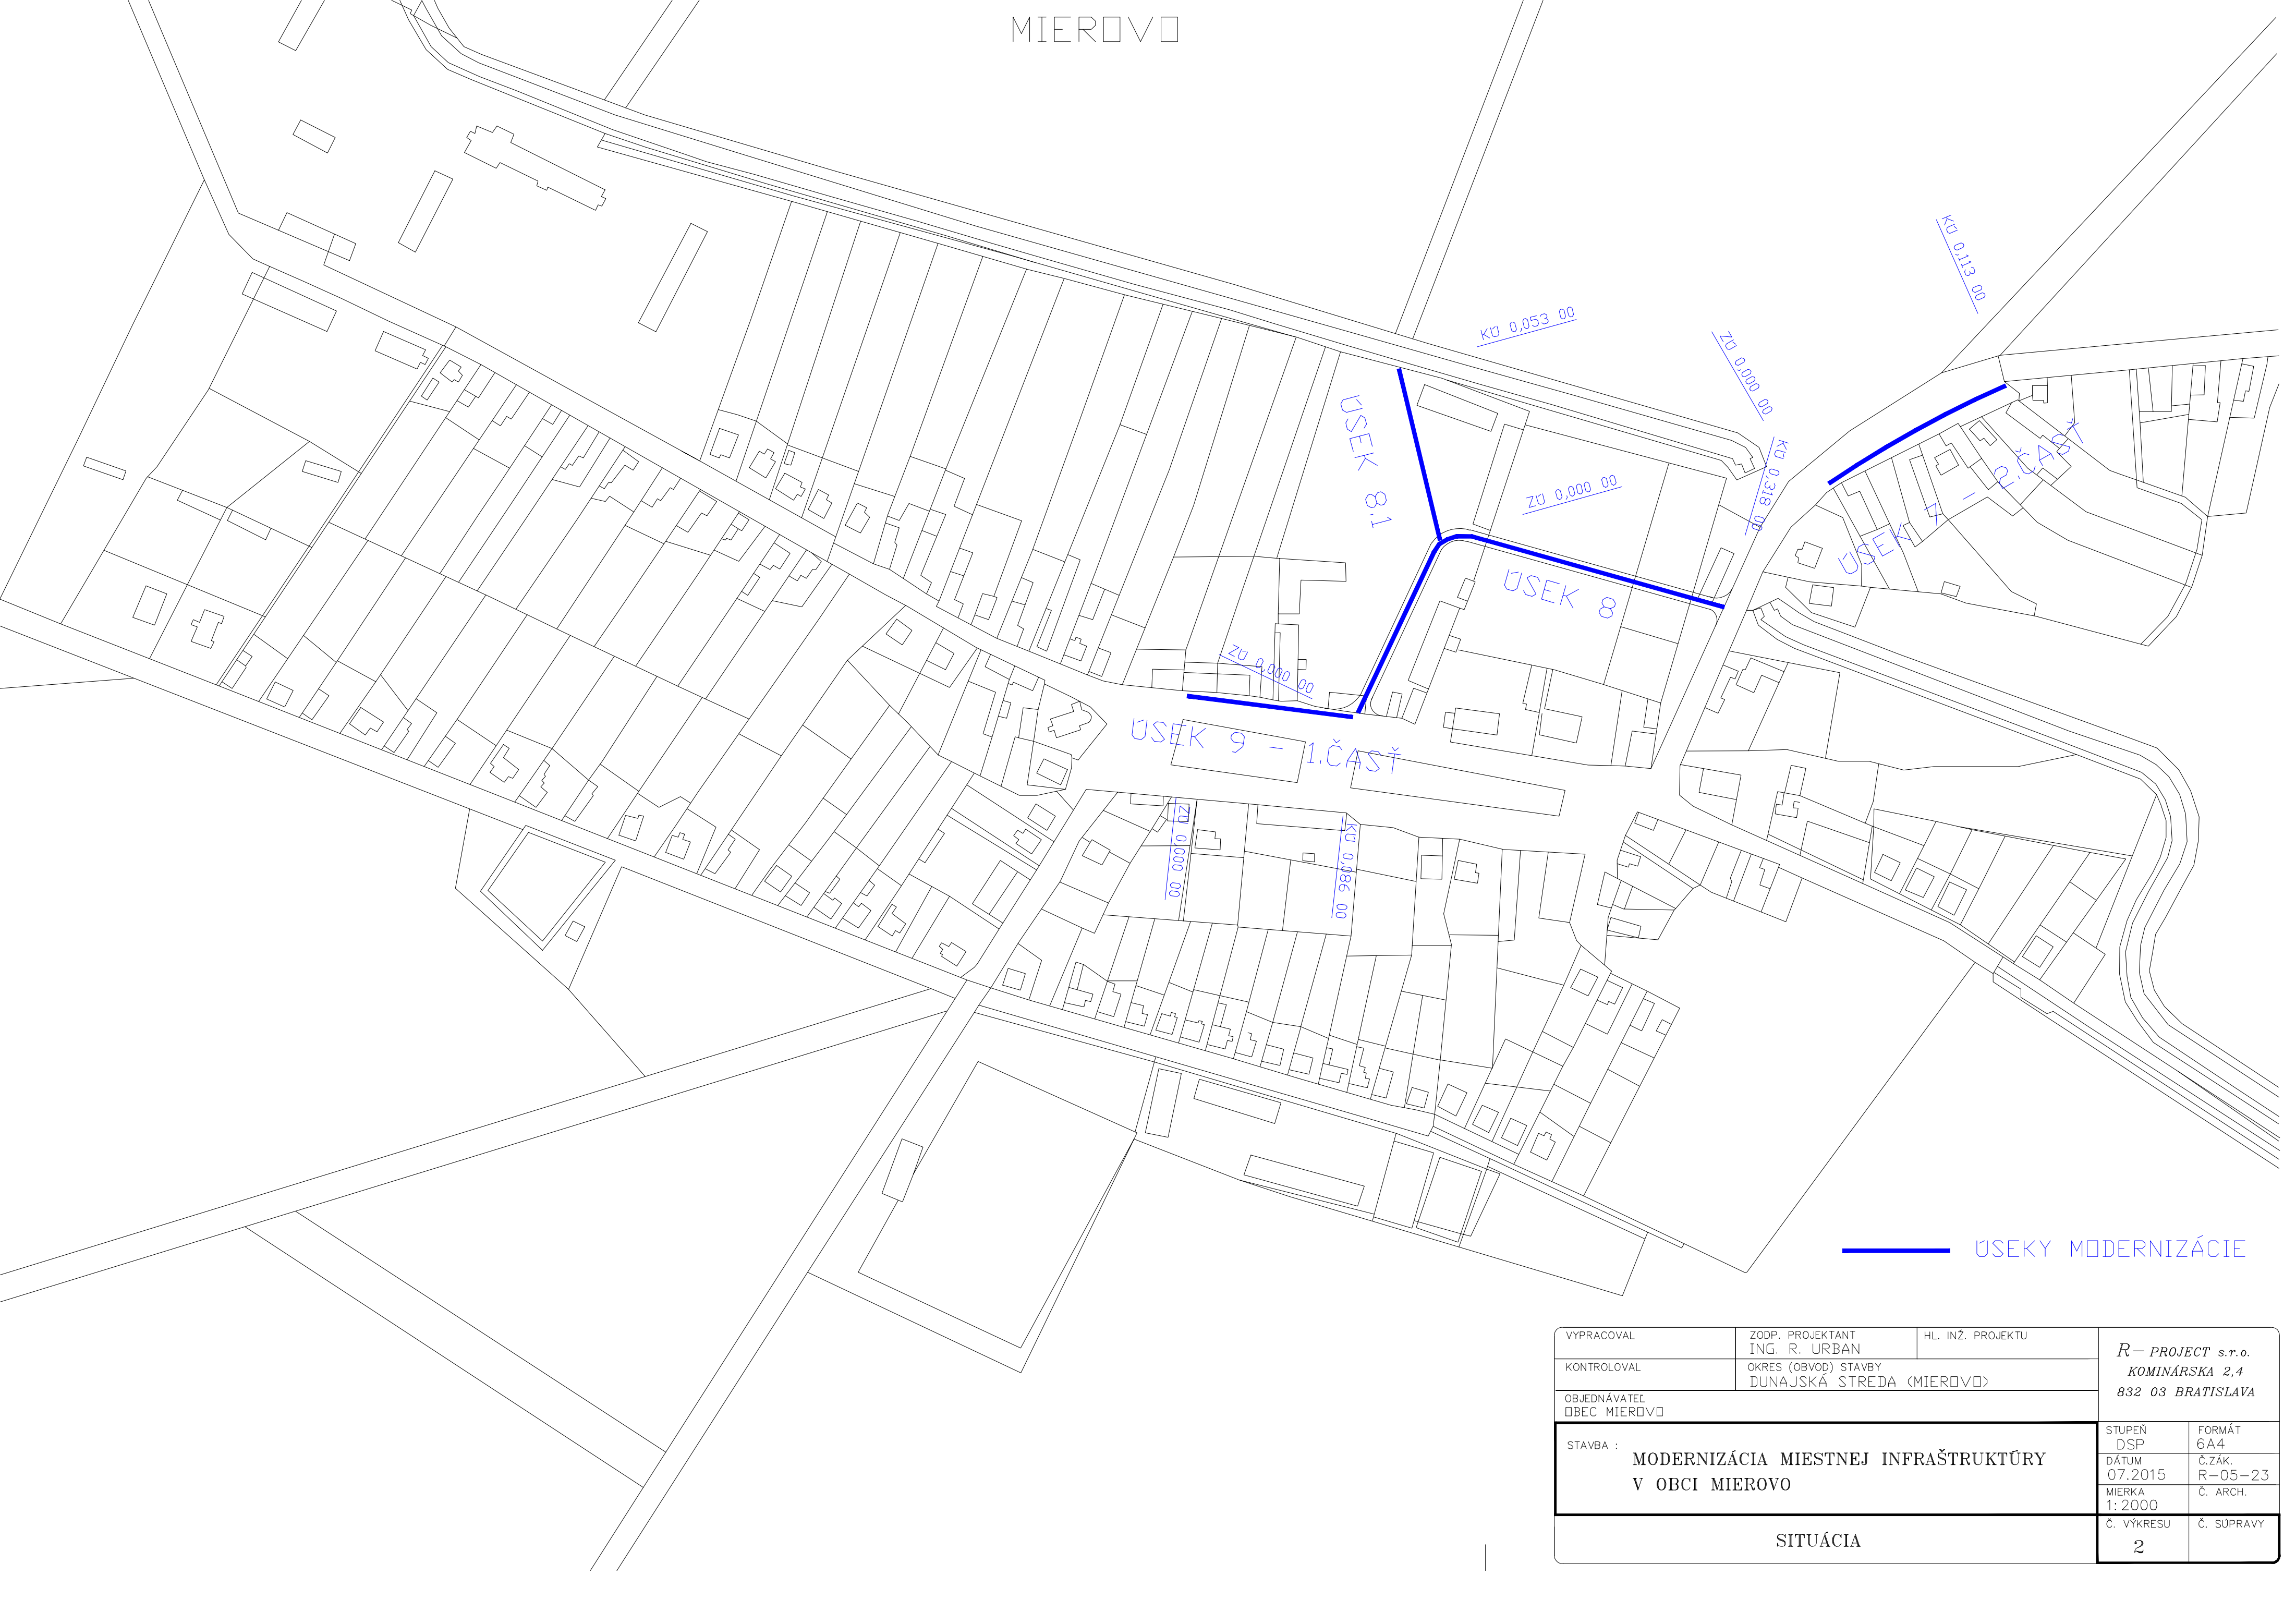 MIEROVO
KÚ 0,113 00
KÚ 0,053 00
ZÚ 0,000 00
ÚSEK 8.1
KÚ 0,318 00
ÚSEK 7 - 2.ČASŤ
ZÚ 0,000 00
ÚSEK 8
ZÚ 0,000 00
ÚSEK 9 - 1.ČASŤ
ZÚ 0,000 00
KÚ 0,086 00
ÚSEKY MODERNIZÁCIE
VYPRACOVAL
ZODP. PROJEKTANT
ING. R. URBAN
HL. INŽ. PROJEKTU
R- PROJECT s.r.o.
KOMINÁRSKA 2,4
832 03 BRATISLAVA
KONTROLOVAL
OKRES (OBVOD) STAVBY
DUNAJSKÁ STREDA (MIEROVO)
OBJEDNÁVATEĽ
OBEC MIEROVO
STAVBA :
MODERNIZÁCIA MIESTNEJ INFRAŠTRUKTÚRY
V OBCI MIEROVO
STUPEŇ
DSP
FORMÁT
6A4
DÁTUM
07.2015
Č.ZÁK.
R-05-23
MIERKA
1:2000
Č. ARCH.
SITUÁCIA
Č. VÝKRESU
2
Č. SÚPRAVY